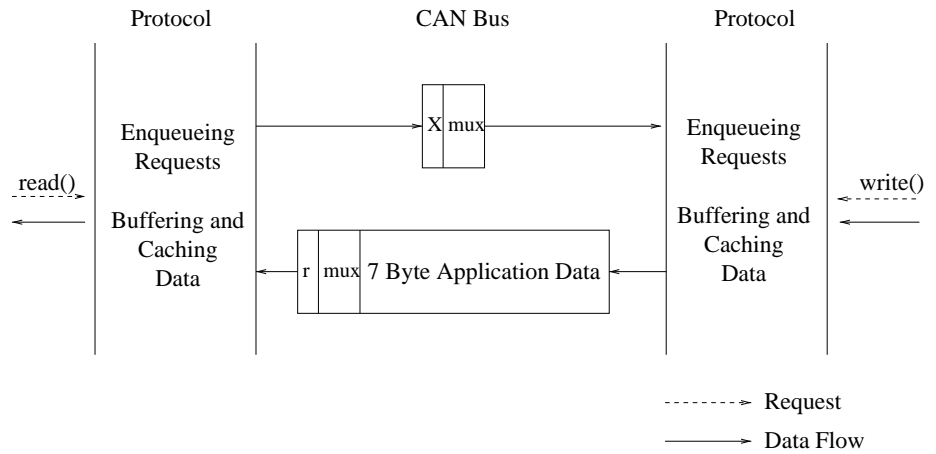 Protocol
CAN Bus
Protocol
X mux
Enqueueing
Requests
Enqueueing
Requests
read()
write()
Buffering and
Caching
Data
Buffering and
Caching
Data
r mux 7 Byte Application Data
Request
Data Flow